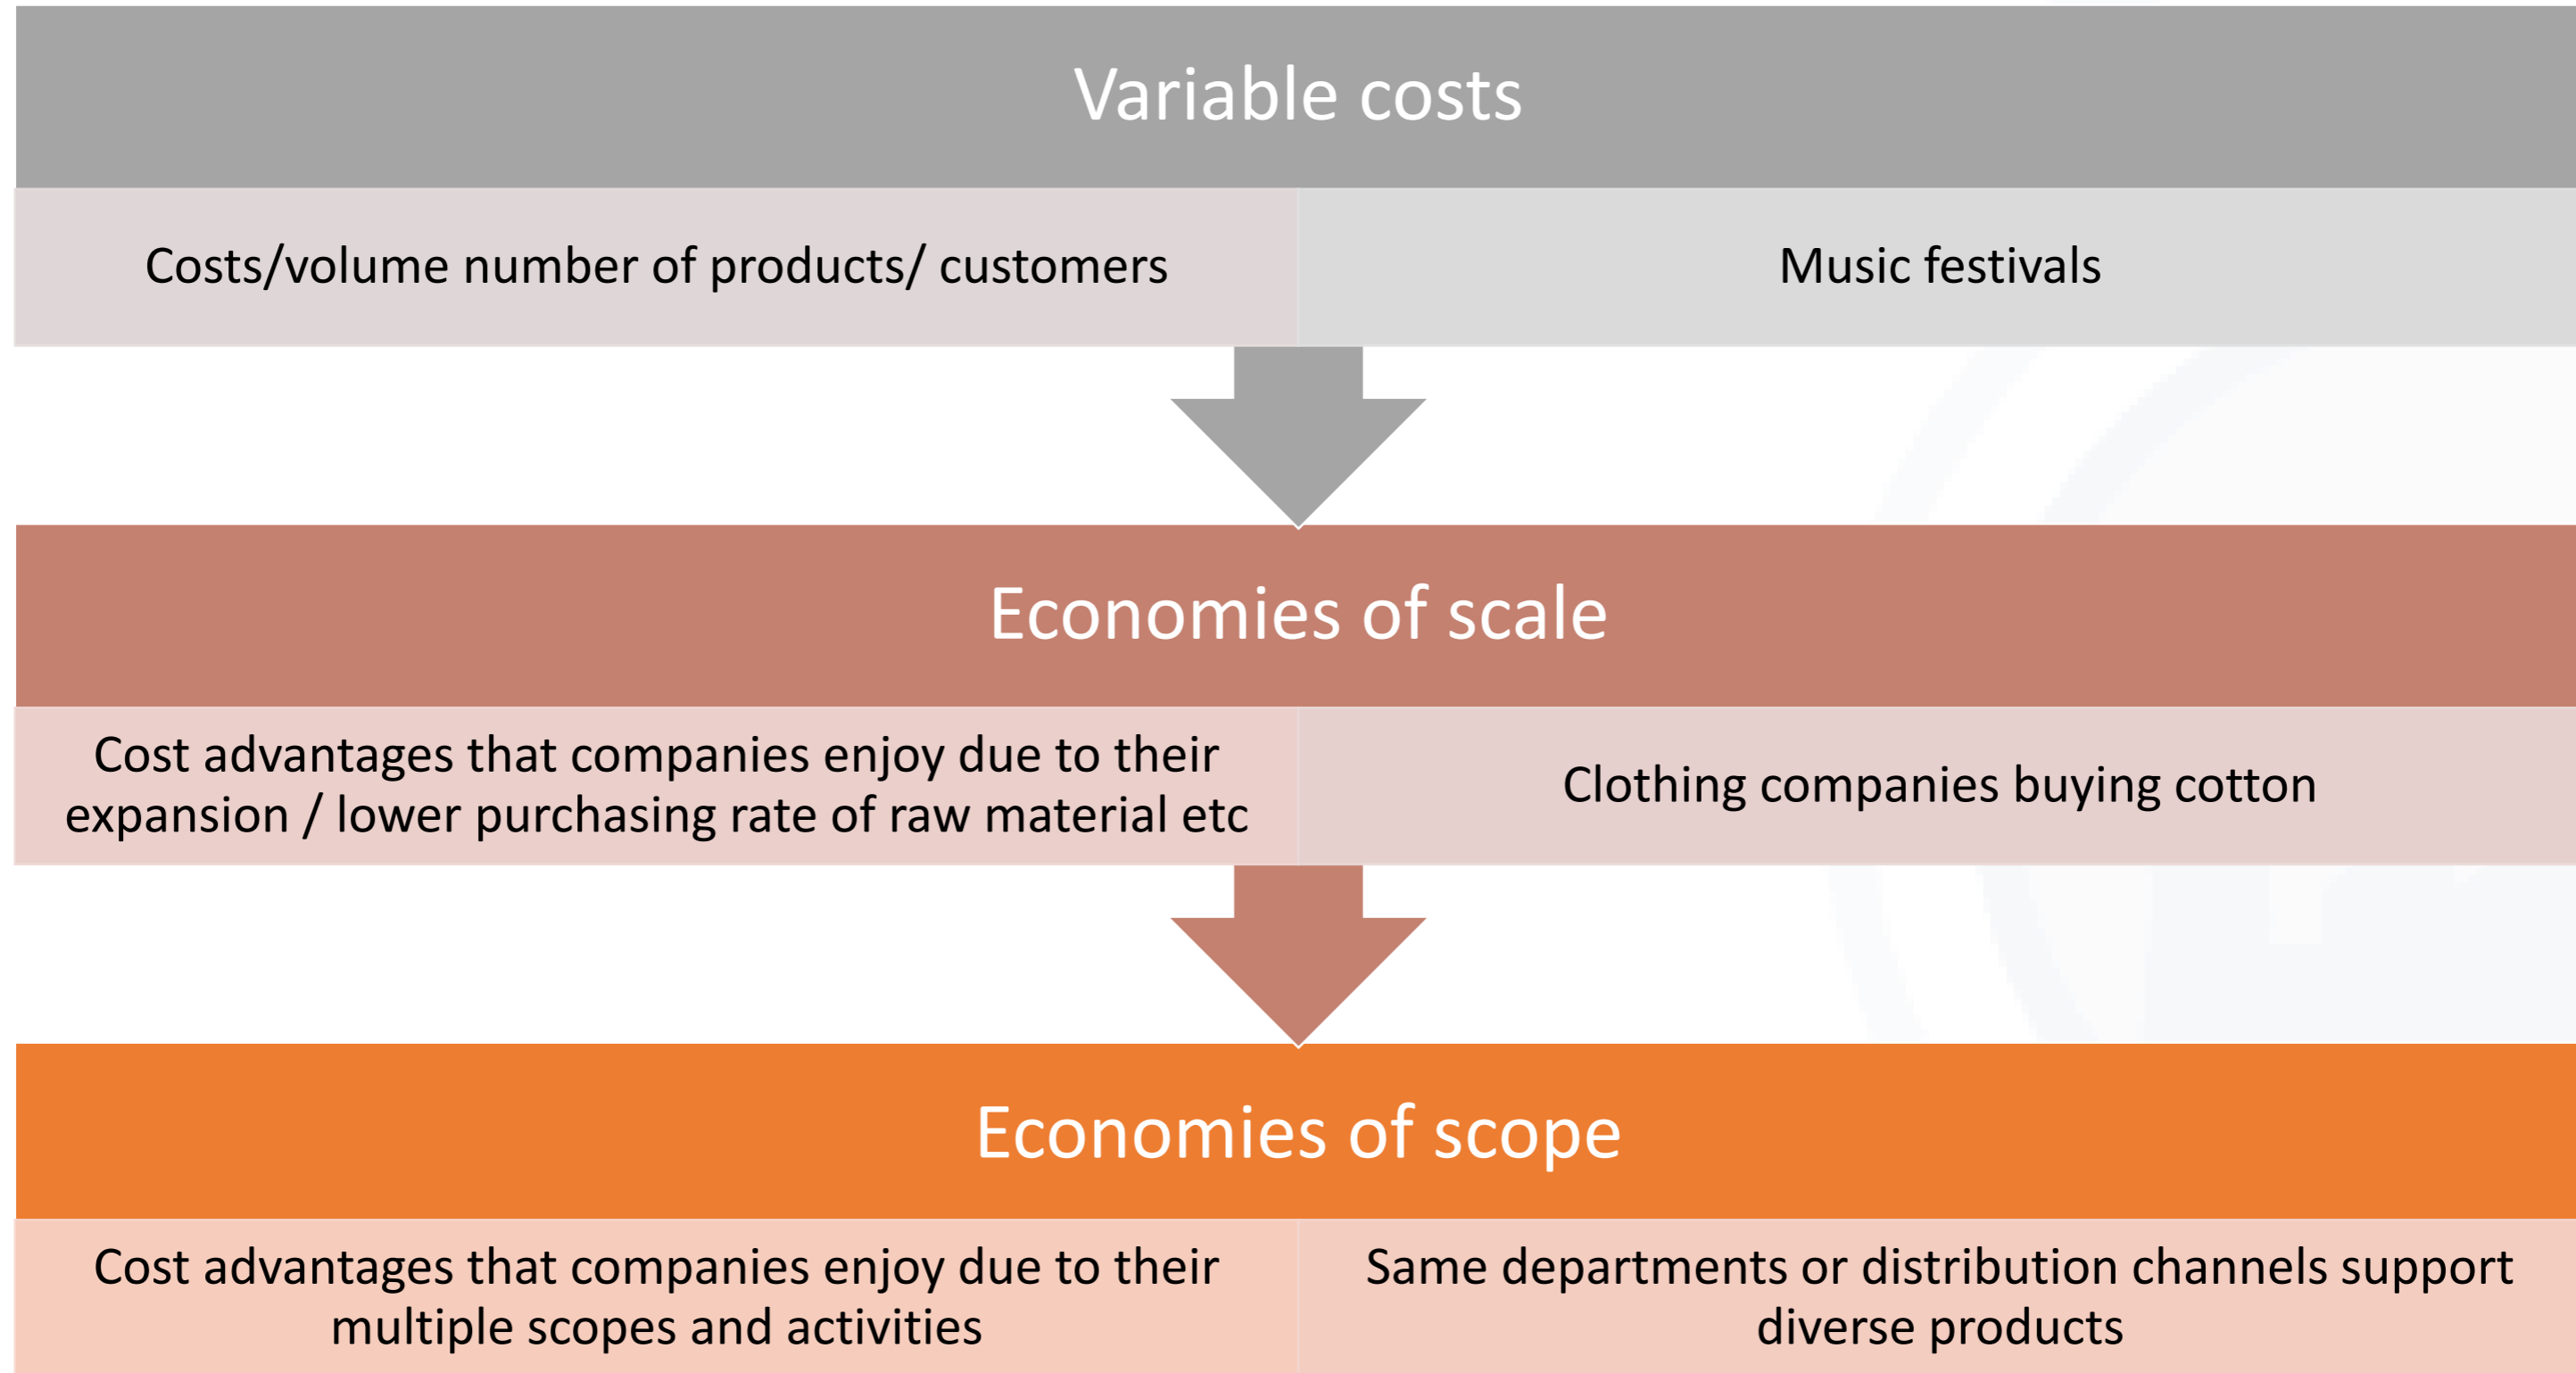 Variable costs
Costs/volume number of products/ customers
Music festivals
Economies of scale
Cost advantages that companies enjoy due to their
expansion / lower purchasing rate of raw material etc
Clothing companies buying cotton
Economies of scope
Cost advantages that companies enjoy due to their
multiple scopes and activities
Same departments or distribution channels support
diverse products